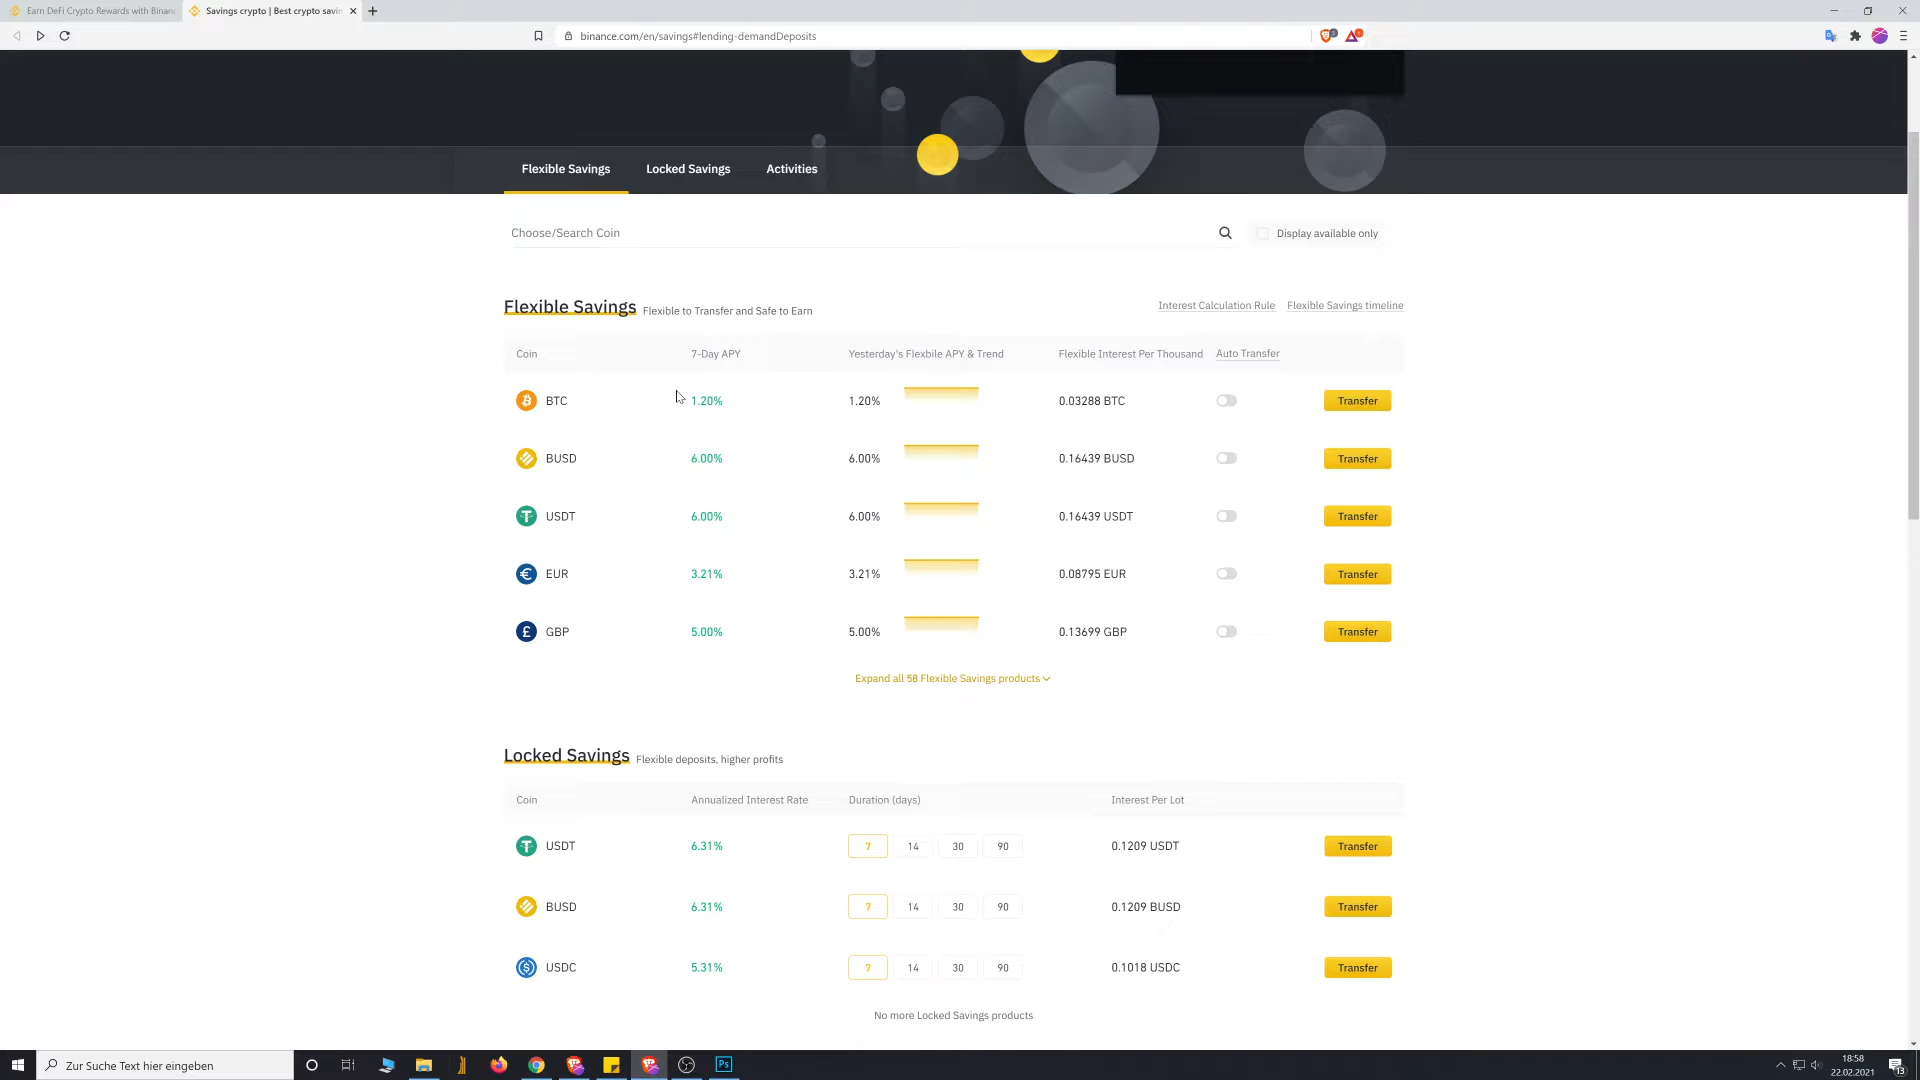 Earn DeFi Crypto Rewards with Binan
Savings crypto | Best crypto savin
binance.com/en/savings#lending-demandDeposits
Flexible Savings
Locked Savings
Activities
Choose/Search Coin
Display available only
Flexible Savings Flexible to Transfer and Safe to Earn
Interest Calculation Rule
Flexible Savings timeline
Coin 7-Day APY Yesterday's Flexbile APY & Trend Flexible Interest Per Thousand Auto Transfer
BTC 1.20% 1.20% 0.03288 BTC Transfer
BUSD 6.00% 6.00% 0.16439 BUSD Transfer
USDT 6.00% 6.00% 0.16439 USDT Transfer
EUR 3.21% 3.21% 0.08795 EUR Transfer
GBP 5.00% 5.00% 0.13699 GBP Transfer
Expand all 58 Flexible Savings products
Locked Savings Flexible deposits, higher profits
Coin Annualized Interest Rate Duration (days) Interest Per Lot
USDT 6.31% 7 14 30 90 0.1209 USDT Transfer
BUSD 6.31% 7 14 30 90 0.1209 BUSD Transfer
USDC 5.31% 7 14 30 90 0.1018 USDC Transfer
No more Locked Savings products
Zur Suche Text hier eingeben
Ps
18:58
22.02.2021
13